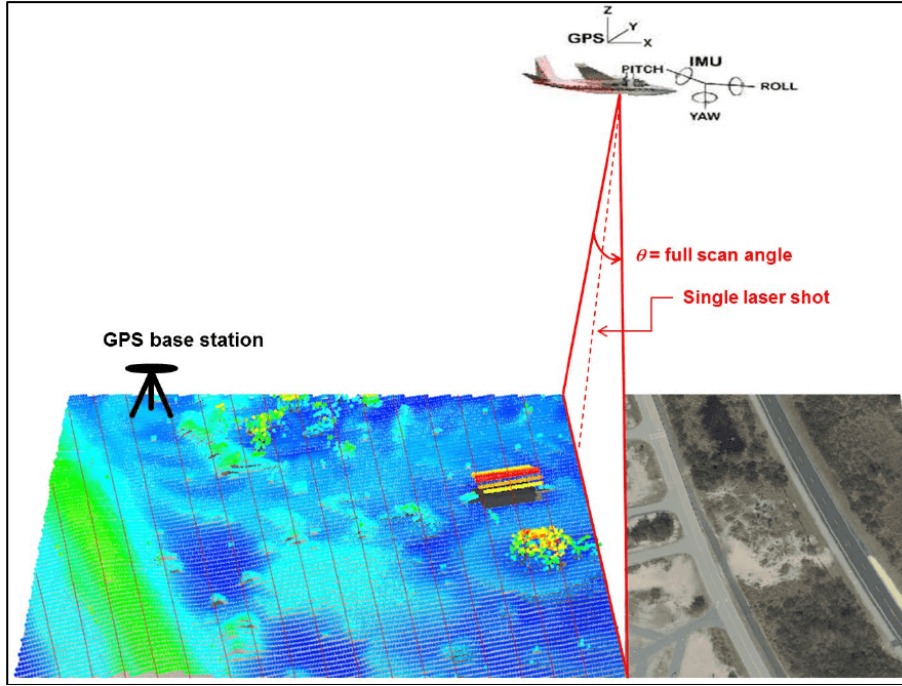 Z
Y
GPS
X
IMU
PITCH
ROLL
YAW
θ = full scan angle
Single laser shot
GPS base station